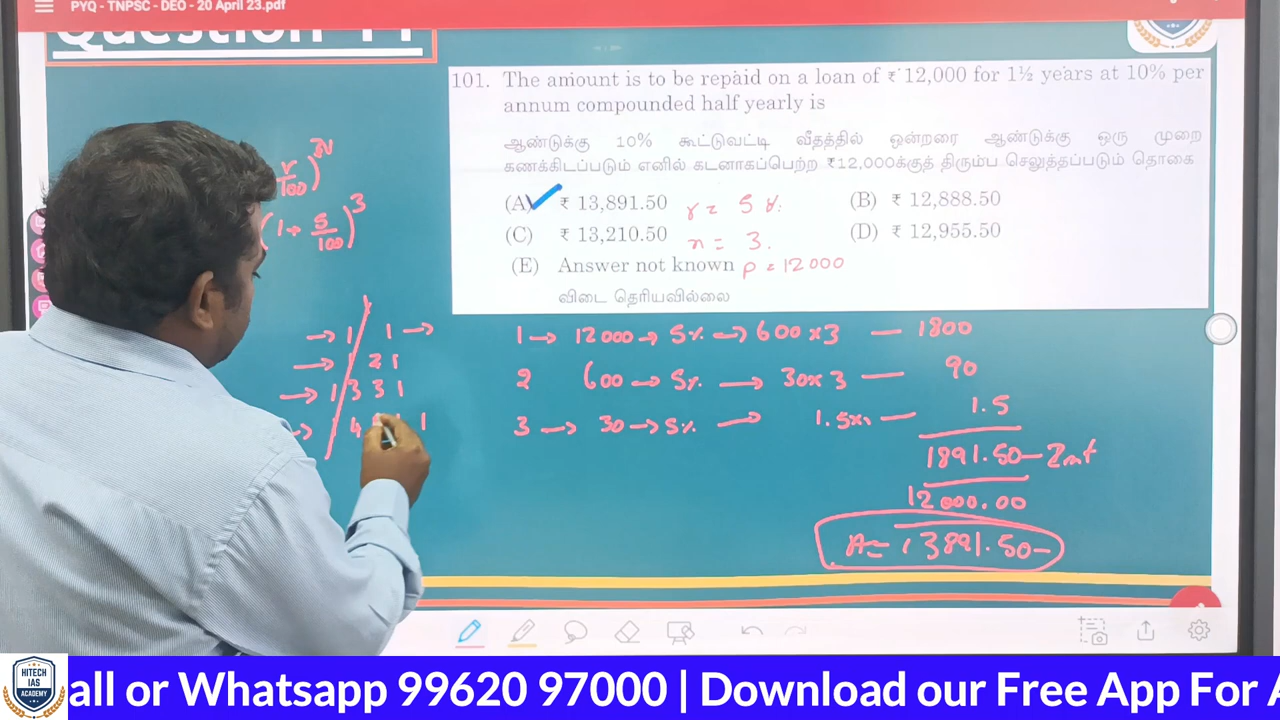 PYQ - TNPSC - DEO - 20 April 23.pdf
Question 11
101. The amount is to be repaid on a loan of ₹ 12,000 for 1½ years at 10% per
annum compounded half yearly is
ஆண்டுக்கு 10% கூட்டுவட்டி வீதத்தில் ஒன்றரை ஆண்டுக்கு ஒரு முறை
கணக்கிடப்படும் எனில் கடனாகப்பெற்ற ₹12,000க்குத் திரும்ப செலுத்தப்படும் தொகை
(A) ₹ 13,891.50 r = 5 %. (B) ₹ 12,888.50
(C) ₹ 13,210.50 n = 3. (D) ₹ 12,955.50
(E) Answer not known P = 12000
விடை தெரியவில்லை
r/100)
(1 + 5/100)^3
→ 1 / 1 →
→ 1 / 2 1
→ 1 / 3 3 1
4 1
1 → 12000 → 5% → 600 x 3 — 1800
2 600 → 5% → 30 x 3 — 90
3 → 30 → 5% → 1.5x — 1.5
1891.50 — Int
12000.00
A = 13891.50
HITECH
IAS
ACADEMY
all or Whatsapp 99620 97000 | Download our Free App For A